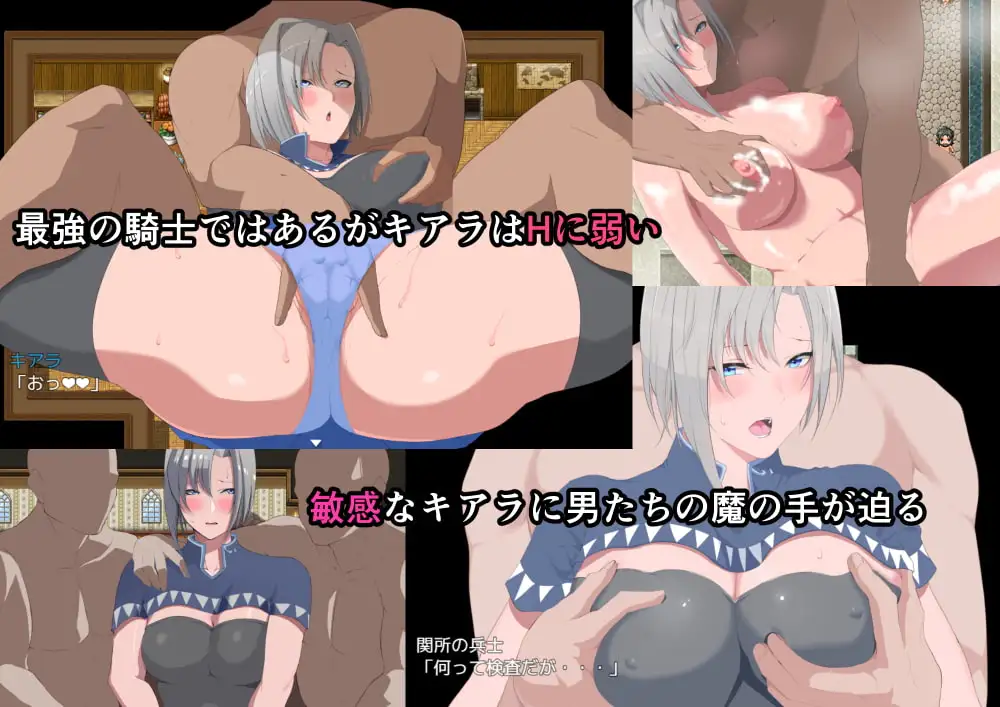 最強の騎士ではあるがキアラはHに弱い
キアラ
「おっ♥♥」
敏感なキアラに男たちの魔の手が迫る
関所の兵士
「何って検査だが・・・」